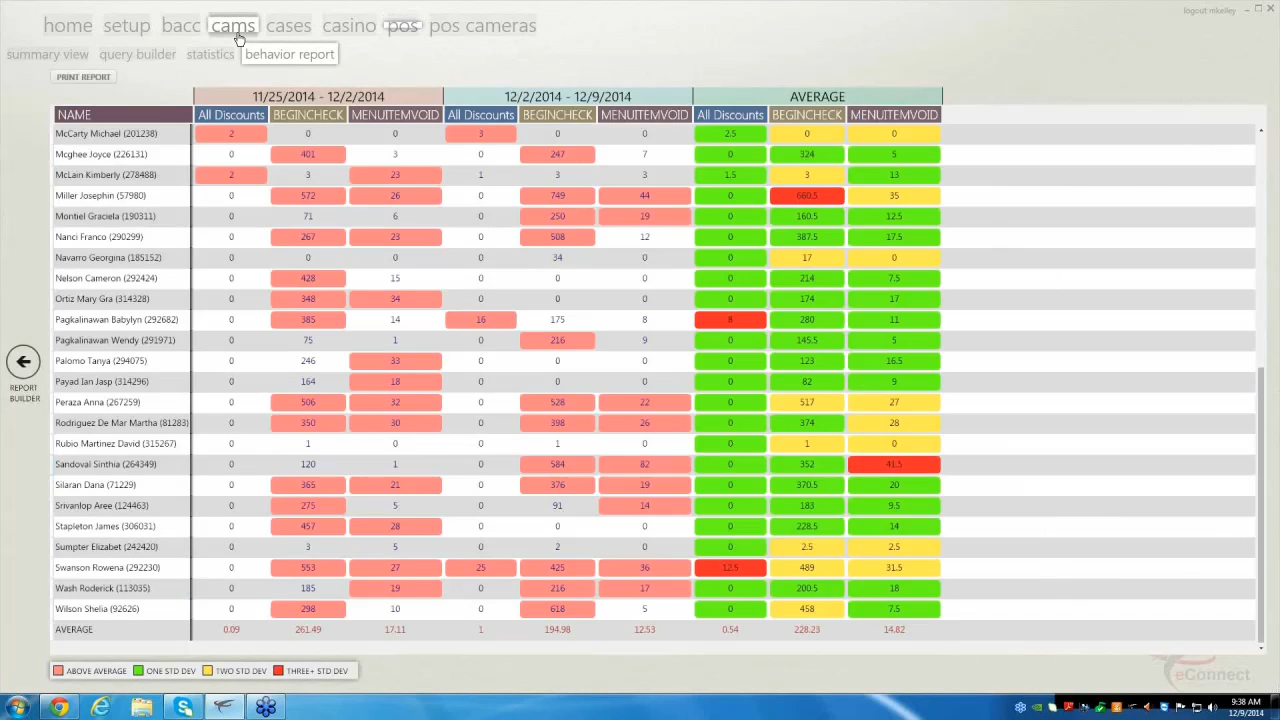 logout mkelley
home setup bacc cams cases casino pos pos cameras
summary view query builder statistics behavior report
PRINT REPORT
11/25/2014 - 12/2/2014 12/2/2014 - 12/9/2014 AVERAGE
NAME All Discounts BEGINCHECK MENUITEMVOID All Discounts BEGINCHECK MENUITEMVOID All Discounts BEGINCHECK MENUITEMVOID
McCarty Michael (201238) 2 0 0 3 0 0 2.5 0 0
Mcghee Joyce (226131) 0 401 3 0 247 7 0 324 5
McLain Kimberly (278488) 2 3 23 1 3 3 1.5 3 13
Miller Josephin (57980) 0 572 26 0 749 44 0 660.5 35
Montiel Graciela (190311) 0 71 6 0 250 19 0 160.5 12.5
Nanci Franco (290299) 0 267 23 0 508 12 0 387.5 17.5
Navarro Georgina (185152) 0 0 0 0 34 0 0 17 0
Nelson Cameron (292424) 0 428 15 0 0 0 0 214 7.5
Ortiz Mary Gra (314328) 0 348 34 0 0 0 0 174 17
Pagkalinawan Babylyn (292682) 0 385 14 16 175 8 8 280 11
Pagkalinawan Wendy (291971) 0 75 1 0 216 9 0 145.5 5
Palomo Tanya (294075) 0 246 33 0 0 0 0 123 16.5
Payad Ian Jasp (314296) 0 164 18 0 0 0 0 82 9
Peraza Anna (267259) 0 506 32 0 528 22 0 517 27
Rodriguez De Mar Martha (81283) 0 350 30 0 398 26 0 374 28
Rubio Martinez David (315267) 0 1 0 0 1 0 0 1 0
Sandoval Sinthia (264349) 0 120 1 0 584 82 0 352 41.5
Silaran Dana (71229) 0 365 21 0 376 19 0 370.5 20
Srivanlop Aree (124463) 0 275 5 0 91 14 0 183 9.5
Stapleton James (306031) 0 457 28 0 0 0 0 228.5 14
Sumpter Elizabet (242420) 0 3 5 0 2 0 0 2.5 2.5
Swanson Rowena (292230) 0 553 27 25 425 36 12.5 489 31.5
Wash Roderick (113035) 0 185 19 0 216 17 0 200.5 18
Wilson Shelia (92626) 0 298 10 0 618 5 0 458 7.5
AVERAGE 0.09 261.49 17.11 1 194.98 12.53 0.54 228.23 14.82
REPORT
BUILDER
ABOVE AVERAGE ONE STD DEV TWO STD DEV THREE+ STD DEV
eConnect
9:38 AM
12/9/2014